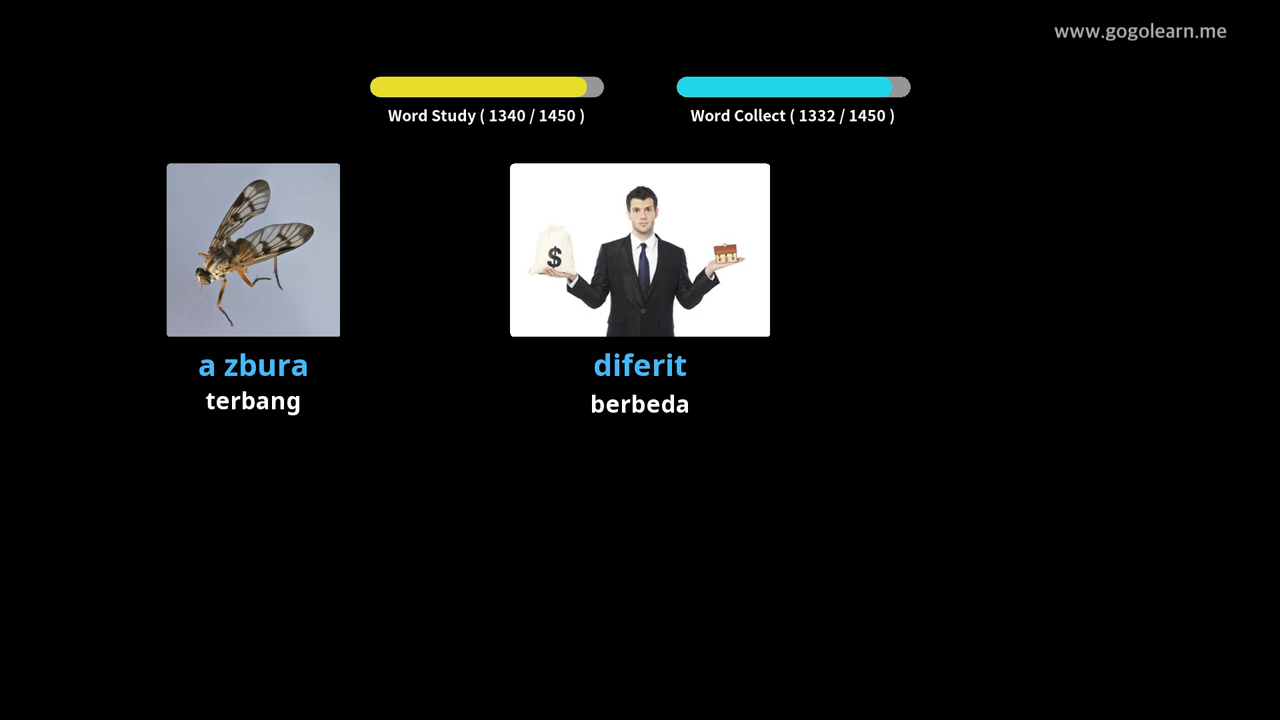 www.gogolearn.me
Word Study ( 1340 / 1450 )
Word Collect ( 1332 / 1450 )
$
a zbura
terbang
diferit
berbeda